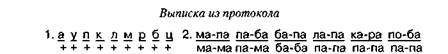 Выписка из протокола
1. а у п к л м р б ц 2. ма-па па-ба ба-па ла-па ка-ра по-ба
+ + + + + + + + + ма-ма па-ма ба-ба па-па па-па па-па